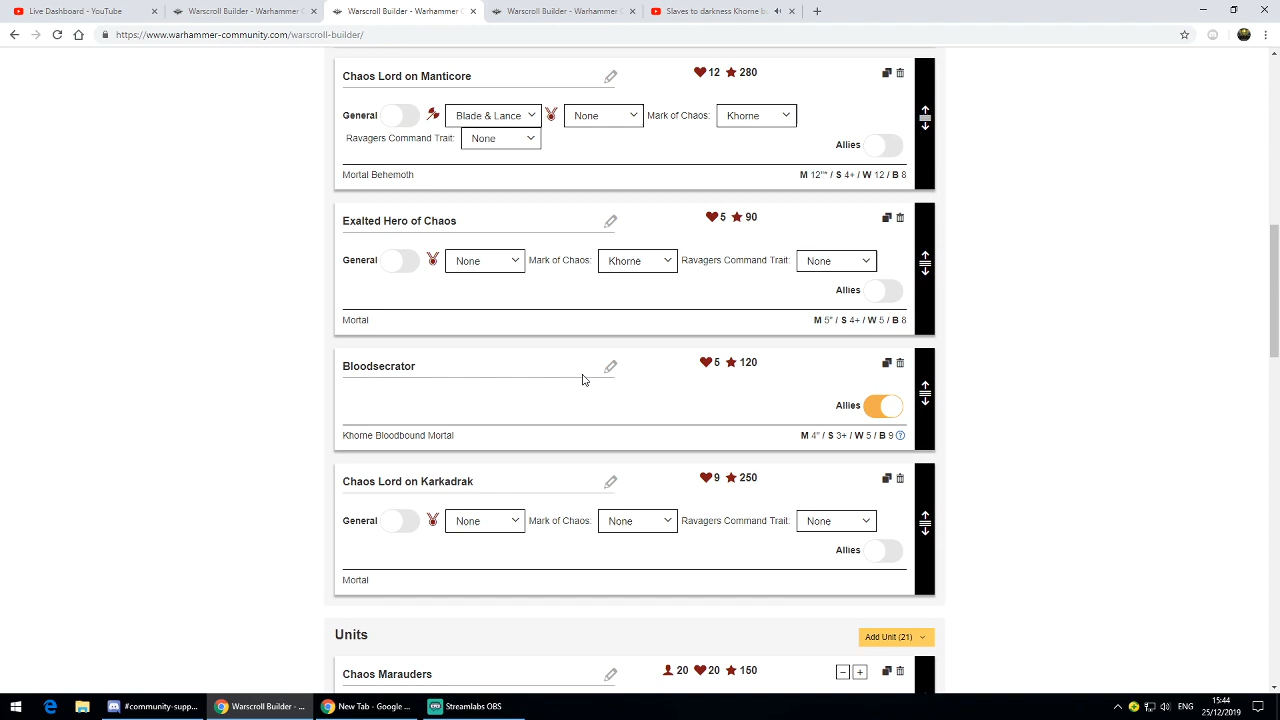 Live Dashboard - YouTube
Warscroll Builder - Warhammer C
Warscroll Builder - Warhammer C
Warscroll Builder - Warhammer C
Slaves to darkness Khorne b
https://www.warhammer-community.com/warscroll-builder/
Chaos Lord on Manticore
12 280
General Blade & Lance None Mark of Chaos: Khorne
Ravagers Command Trait: None
Allies
Mortal Behemoth
M 12"* / S 4+ / W 12 / B 8
Exalted Hero of Chaos
5 90
General None Mark of Chaos: Khorne Ravagers Command Trait: None
Allies
Mortal
M 5" / S 4+ / W 5 / B 8
Bloodsecrator
5 120
Allies
Khorne Bloodbound Mortal
M 4" / S 3+ / W 5 / B 9 ?
Chaos Lord on Karkadrak
9 250
General None Mark of Chaos: None Ravagers Command Trait: None
Allies
Mortal
Units
Add Unit (21)
Chaos Marauders
20 20 150
#community-supp...
Warscroll Builder - ...
New Tab - Google ...
Streamlabs OBS
15:44
25/12/2019